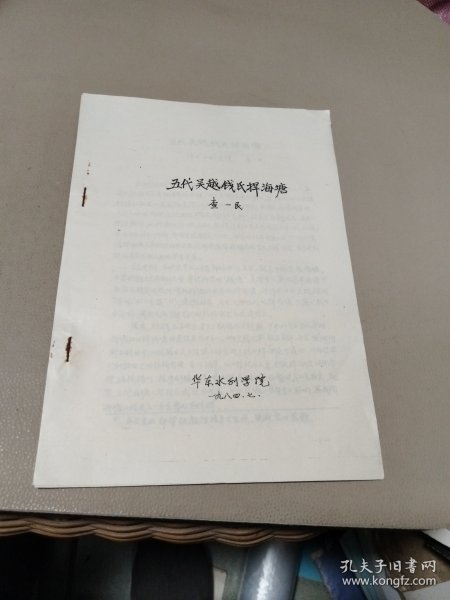 五代吴越钱氏捍海塘
查一民
华东水利学院
一九八四.七.
孔夫子旧书网
www.kongfz.com